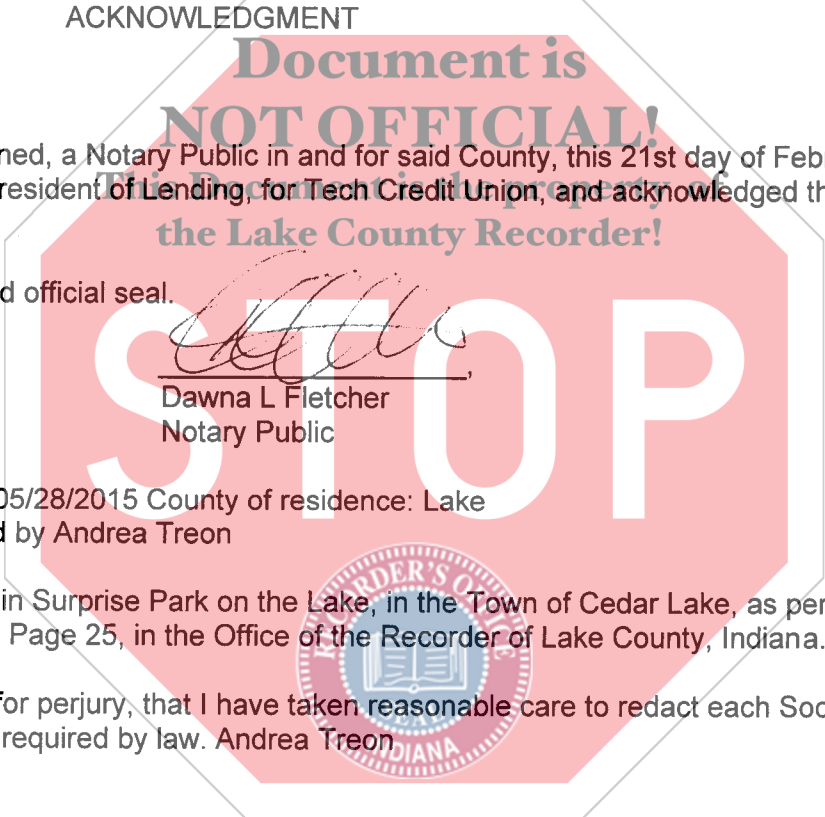 ACKNOWLEDGMENT
Document is
NOT OFFICIAL!
ned, a Notary Public in and for said County, this 21st day of Feb
resident of Lending, for Tech Credit Union, and acknowledged th
This Document is the property of
the Lake County Recorder!
d official seal.
STOP
Dawna L Fletcher
Notary Public
05/28/2015 County of residence: Lake
d by Andrea Treon
in Surprise Park on the Lake, in the Town of Cedar Lake, as per
Page 25, in the Office of the Recorder of Lake County, Indiana.
for perjury, that I have taken reasonable care to redact each Soc
required by law. Andrea Treon
RECORDER'S OFFICE
SEAL
INDIANA